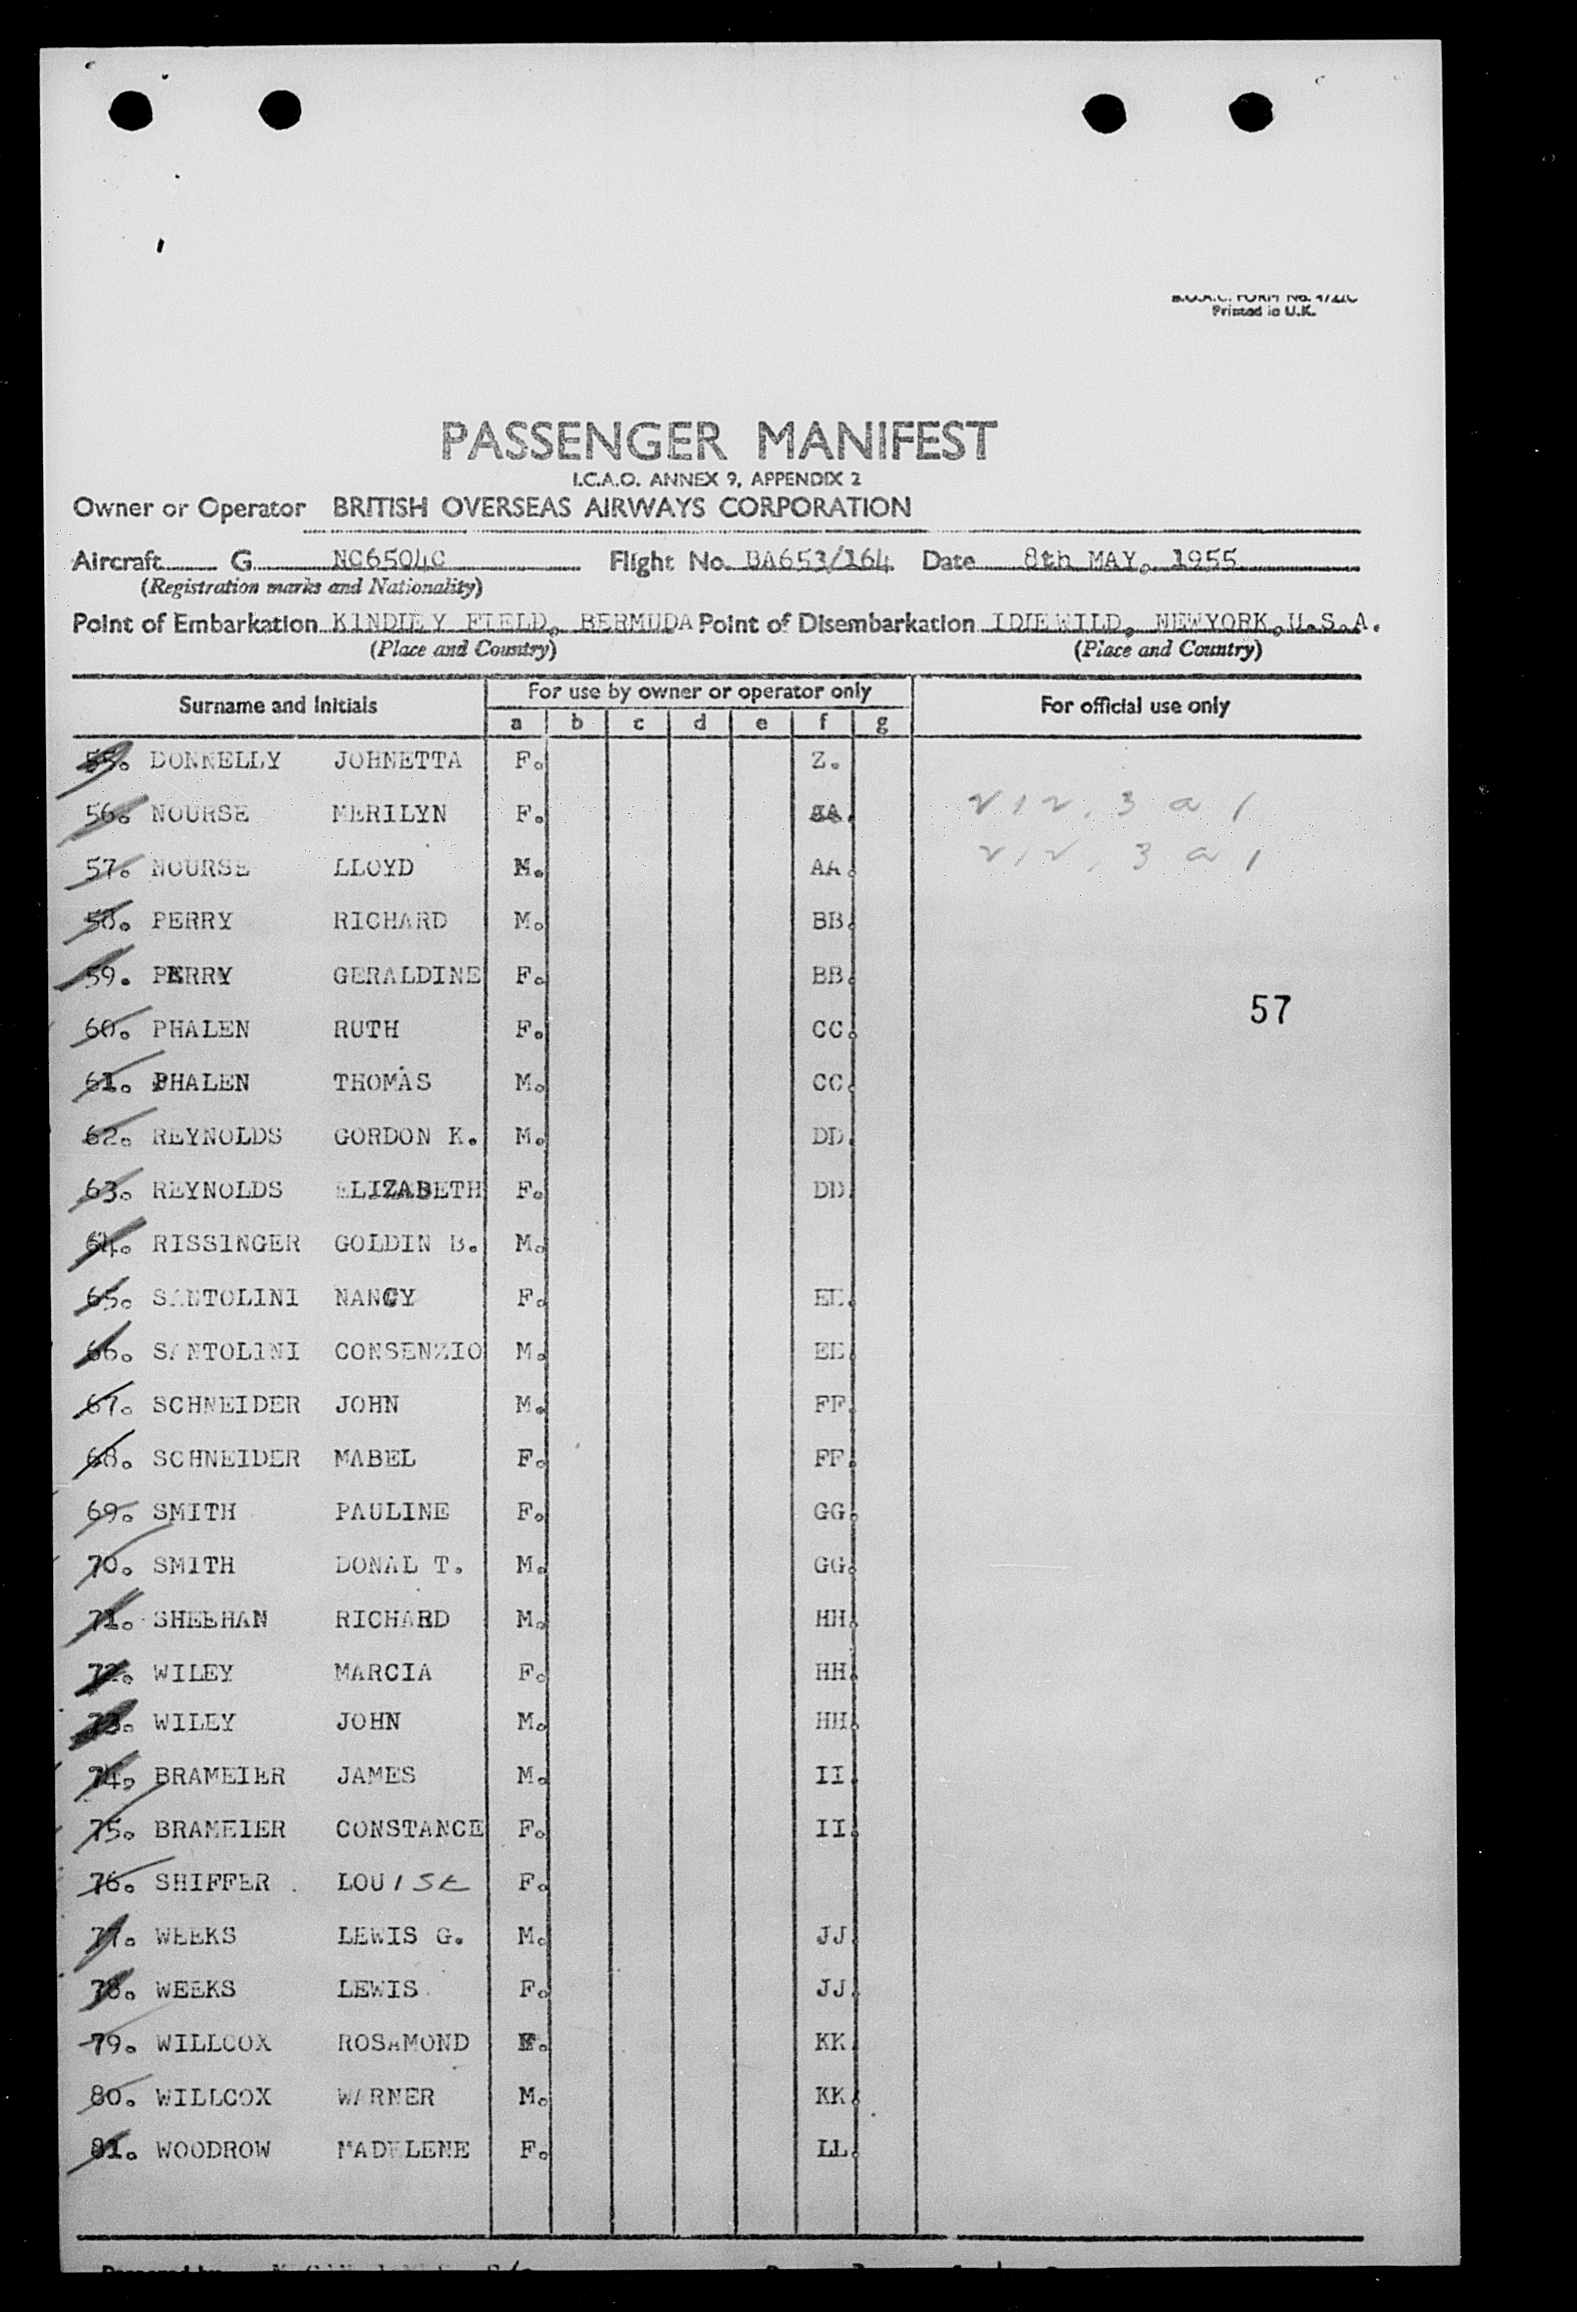 Printed in U.K.
PASSENGER MANIFEST
I.C.A.O. ANNEX 9, APPENDIX 2
Owner or Operator BRITISH OVERSEAS AIRWAYS CORPORATION
Aircraft G NC6504C Flight No. BA653/164 Date 8th MAY, 1955
(Registration marks and Nationality)
Point of Embarkation KINDLEY FIELD, BERMUDA Point of Disembarkation IDLEWILD, NEWYORK,U.S.A.
(Place and Country) (Place and Country)
Surname and Initials For use by owner or operator only For official use only
a b c d e f g
55. DONNELLY JOHNETTA F. Z.
56. NOURSE MERILYN F. AA. 212. 3 a 1
57. NOURSE LLOYD M. AA. 212. 3 a 1
58. PERRY RICHARD M. BB.
59. PERRY GERALDINE F. BB.
57
60. PHALEN RUTH F. CC.
61. PHALEN THOMAS M. CC.
62. REYNOLDS GORDON K. M. DD.
63. REYNOLDS ELIZABETH F. DD.
64. RISSINGER GOLDIN B. M.
65. SANTOLINI NANCY F. EE.
66. SANTOLINI CONSENZIO M. EE.
67. SCHNEIDER JOHN M. FF.
68. SCHNEIDER MABEL F. FF.
69. SMITH PAULINE F. GG.
70. SMITH DONAL T. M. GG.
71. SHEEHAN RICHARD M. HH.
72. WILEY MARCIA F. HH.
73. WILEY JOHN M. HH.
74. BRAMEIER JAMES M. II.
75. BRAMEIER CONSTANCE F. II.
76. SHIFFER LOUISE F.
77. WEEKS LEWIS G. M. JJ.
78. WEEKS LEWIS F. JJ.
79. WILLCOX ROSAMOND F. KK.
80. WILLCOX WARNER M. KK.
81. WOODROW MADELENE F. LL.